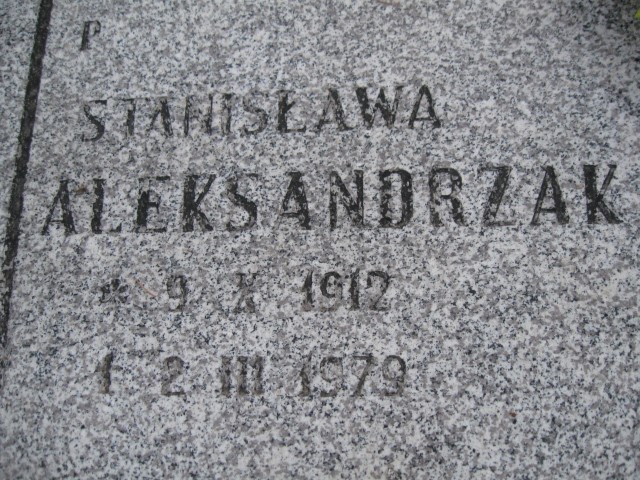 P
STANISŁAWA
ALEKSANDRZAK
* 9 X 1912
† 2 III 1979